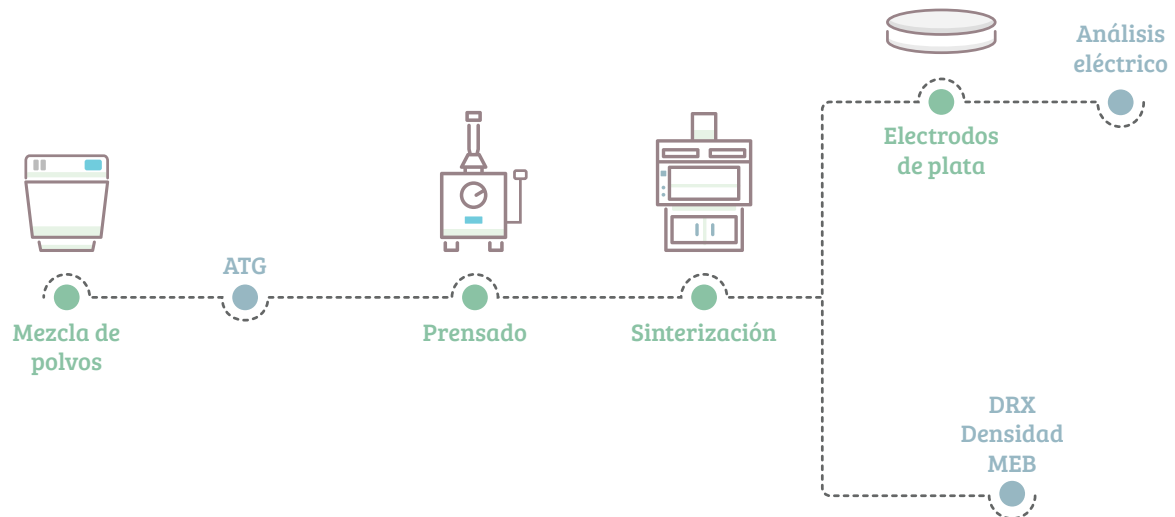 Análisis
eléctrico
Electrodos
de plata
ATG
Mezcla de
polvos
Prensado
Sinterización
DRX
Densidad
MEB